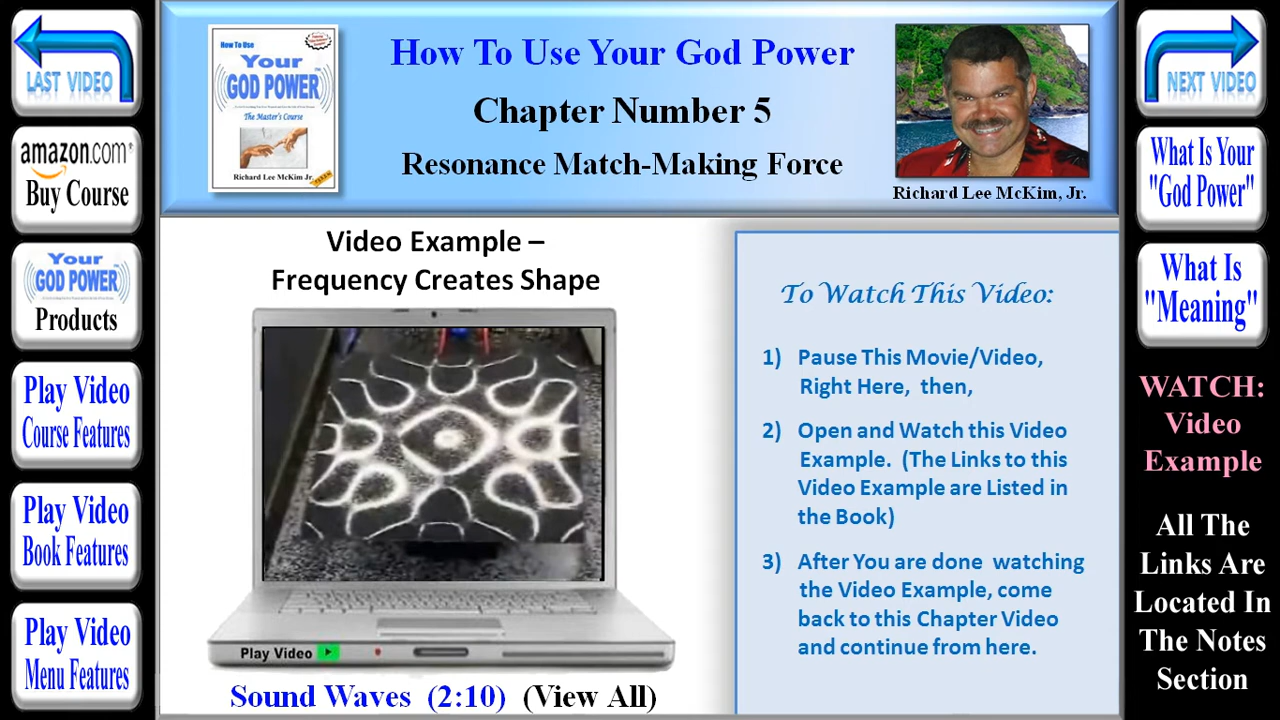 LAST VIDEO
amazon.com
Buy Course
Your
GOD POWER
Products
Play Video
Course Features
Play Video
Book Features
Play Video
Menu Features
How To Use
Your
GOD POWER
The Master's Course
Richard Lee McKim Jr.
How To Use Your God Power
Chapter Number 5
Resonance Match-Making Force
Richard Lee McKim, Jr.
Video Example –
Frequency Creates Shape
Play Video
Sound Waves (2:10) (View All)
To Watch This Video:
1) Pause This Movie/Video,
Right Here, then,
2) Open and Watch this Video
Example. (The Links to this
Video Example are Listed in
the Book)
3) After You are done watching
the Video Example, come
back to this Chapter Video
and continue from here.
NEXT VIDEO
What Is Your
"God Power"
What Is
"Meaning"
WATCH:
Video
Example
All The
Links Are
Located In
The Notes
Section